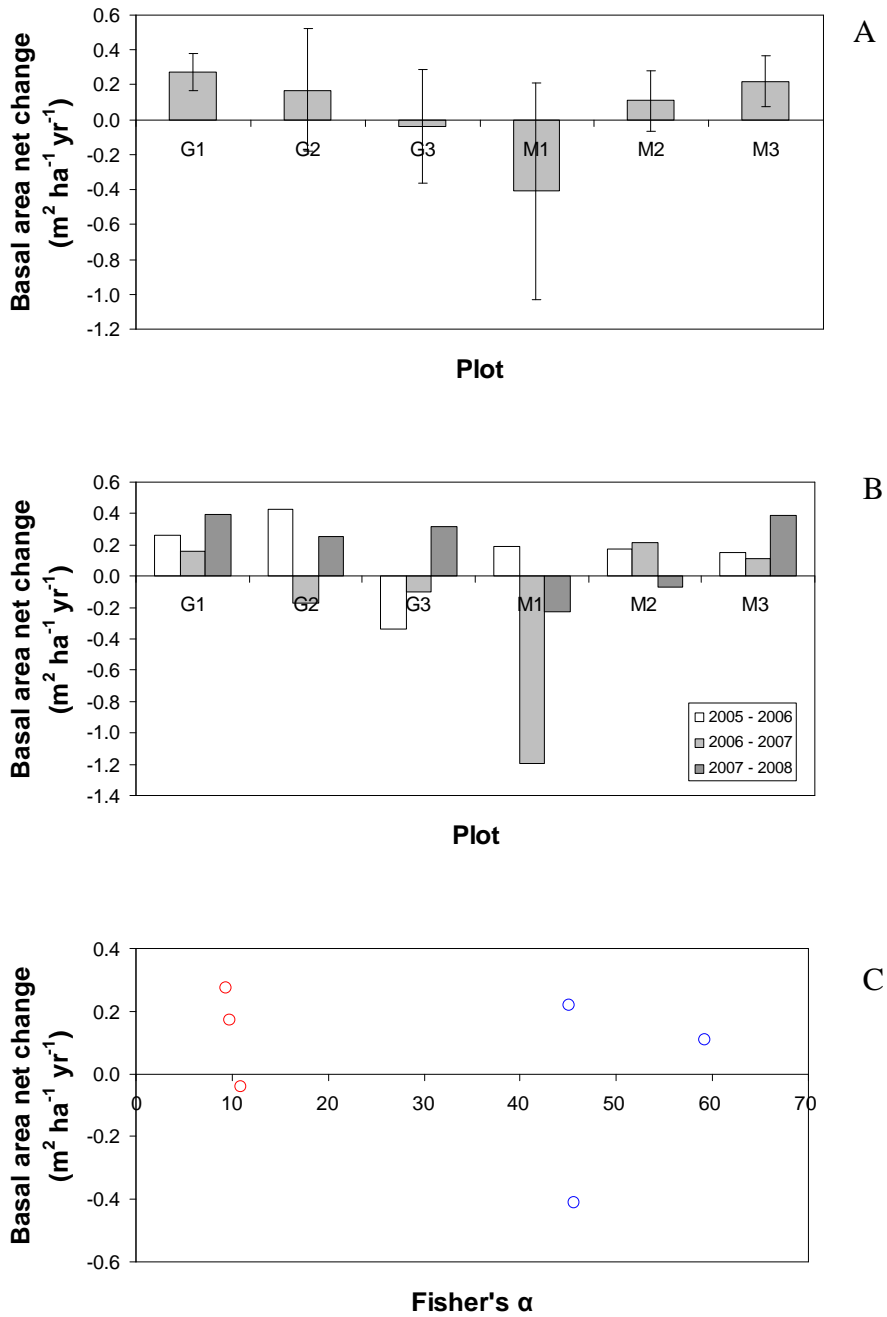 A
0.6
0.4
0.2
0.0
-0.2
-0.4
-0.6
-0.8
-1.0
-1.2
Basal area net change
(m² ha⁻¹ yr⁻¹)
G1 G2 G3 M1 M2 M3
Plot
B
0.6
0.4
0.2
0.0
-0.2
-0.4
-0.6
-0.8
-1.0
-1.2
-1.4
Basal area net change
(m² ha⁻¹ yr⁻¹)
G1 G2 G3 M1 M2 M3
2005 - 2006
2006 - 2007
2007 - 2008
Plot
C
0.4
0.2
0.0
-0.2
-0.4
-0.6
Basal area net change
(m² ha⁻¹ yr⁻¹)
0 10 20 30 40 50 60 70
Fisher's α